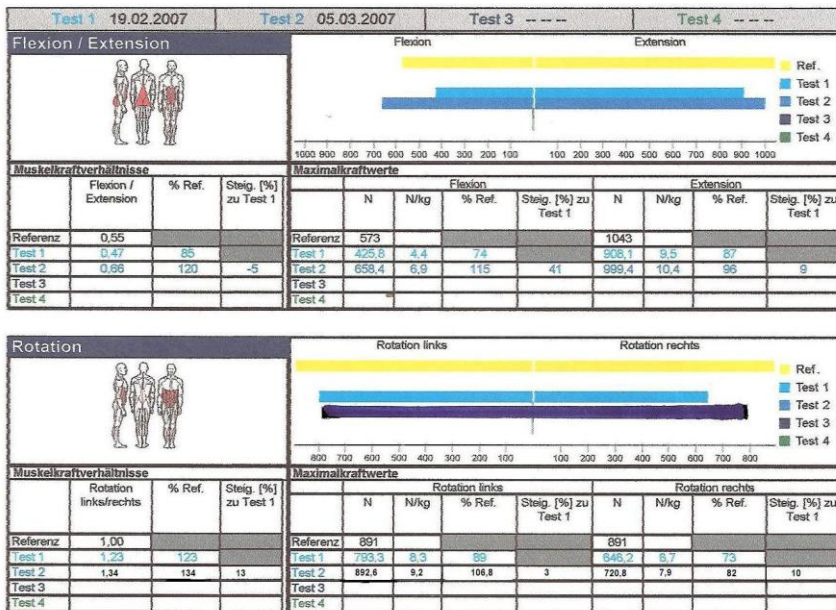 Test 1 19.02.2007 Test 2 05.03.2007 Test 3 -- -- -- Test 4 -- -- --
Flexion / Extension
Flexion Extension
Ref.
Test 1
Test 2
Test 3
Test 4
1000 900 800 700 600 500 400 300 200 100 100 200 300 400 500 600 700 800 900 1000
Muskelkraftverhältnisse Maximalkraftwerte
Flexion Extension
Flexion / Extension % Ref. Steig. [%] zu Test 1 N N/kg % Ref. Steig. [%] zu Test 1 N N/kg % Ref. Steig. [%] zu Test 1
Referenz 0,55 Referenz 573 1043
Test 1 0,47 85 Test 1 425,8 4,4 74 908,1 9,5 87
Test 2 0,66 120 -5 Test 2 658,4 6,9 115 41 999,4 10,4 96 9
Test 3 Test 3
Test 4 Test 4
Rotation
Rotation links Rotation rechts
Ref.
Test 1
Test 2
Test 3
Test 4
800 700 600 500 400 300 200 100 100 200 300 400 500 600 700 800
Muskelkraftverhältnisse Maximalkraftwerte
Rotation links Rotation rechts
Rotation links/rechts % Ref. Steig. [%] zu Test 1 N N/kg % Ref. Steig. [%] zu Test 1 N N/kg % Ref. Steig. [%] zu Test 1
Referenz 1,00 Referenz 891 891
Test 1 1,23 123 Test 1 793,3 8,3 89 646,2 6,7 73
Test 2 1,34 134 13 Test 2 892,6 9,2 106,8 3 720,8 7,9 82 10
Test 3 Test 3
Test 4 Test 4